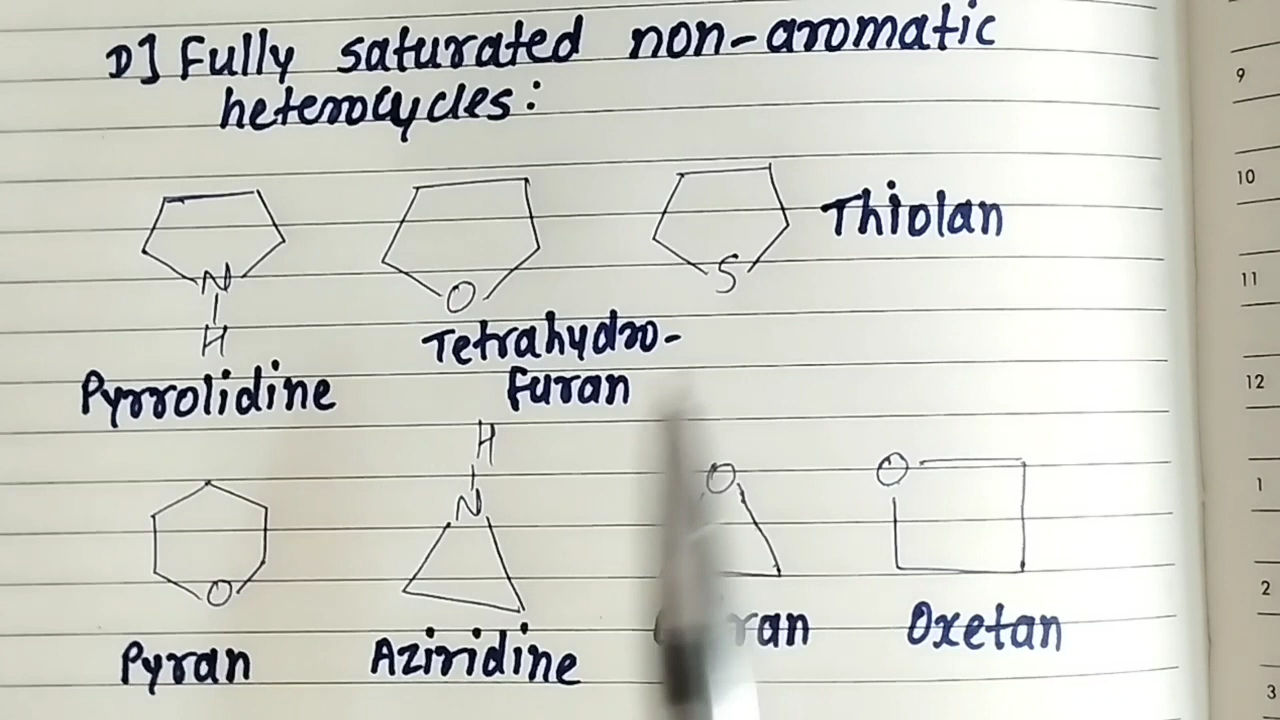 D] Fully saturated non-aromatic
heterocycles:
Thiolan
N
O
S
H
Tetrahydro-
Pyrrolidine
furan
H
N
O
O
O
Pyran
Aziridine
Oxetan
9
10
11
12
1
2
3